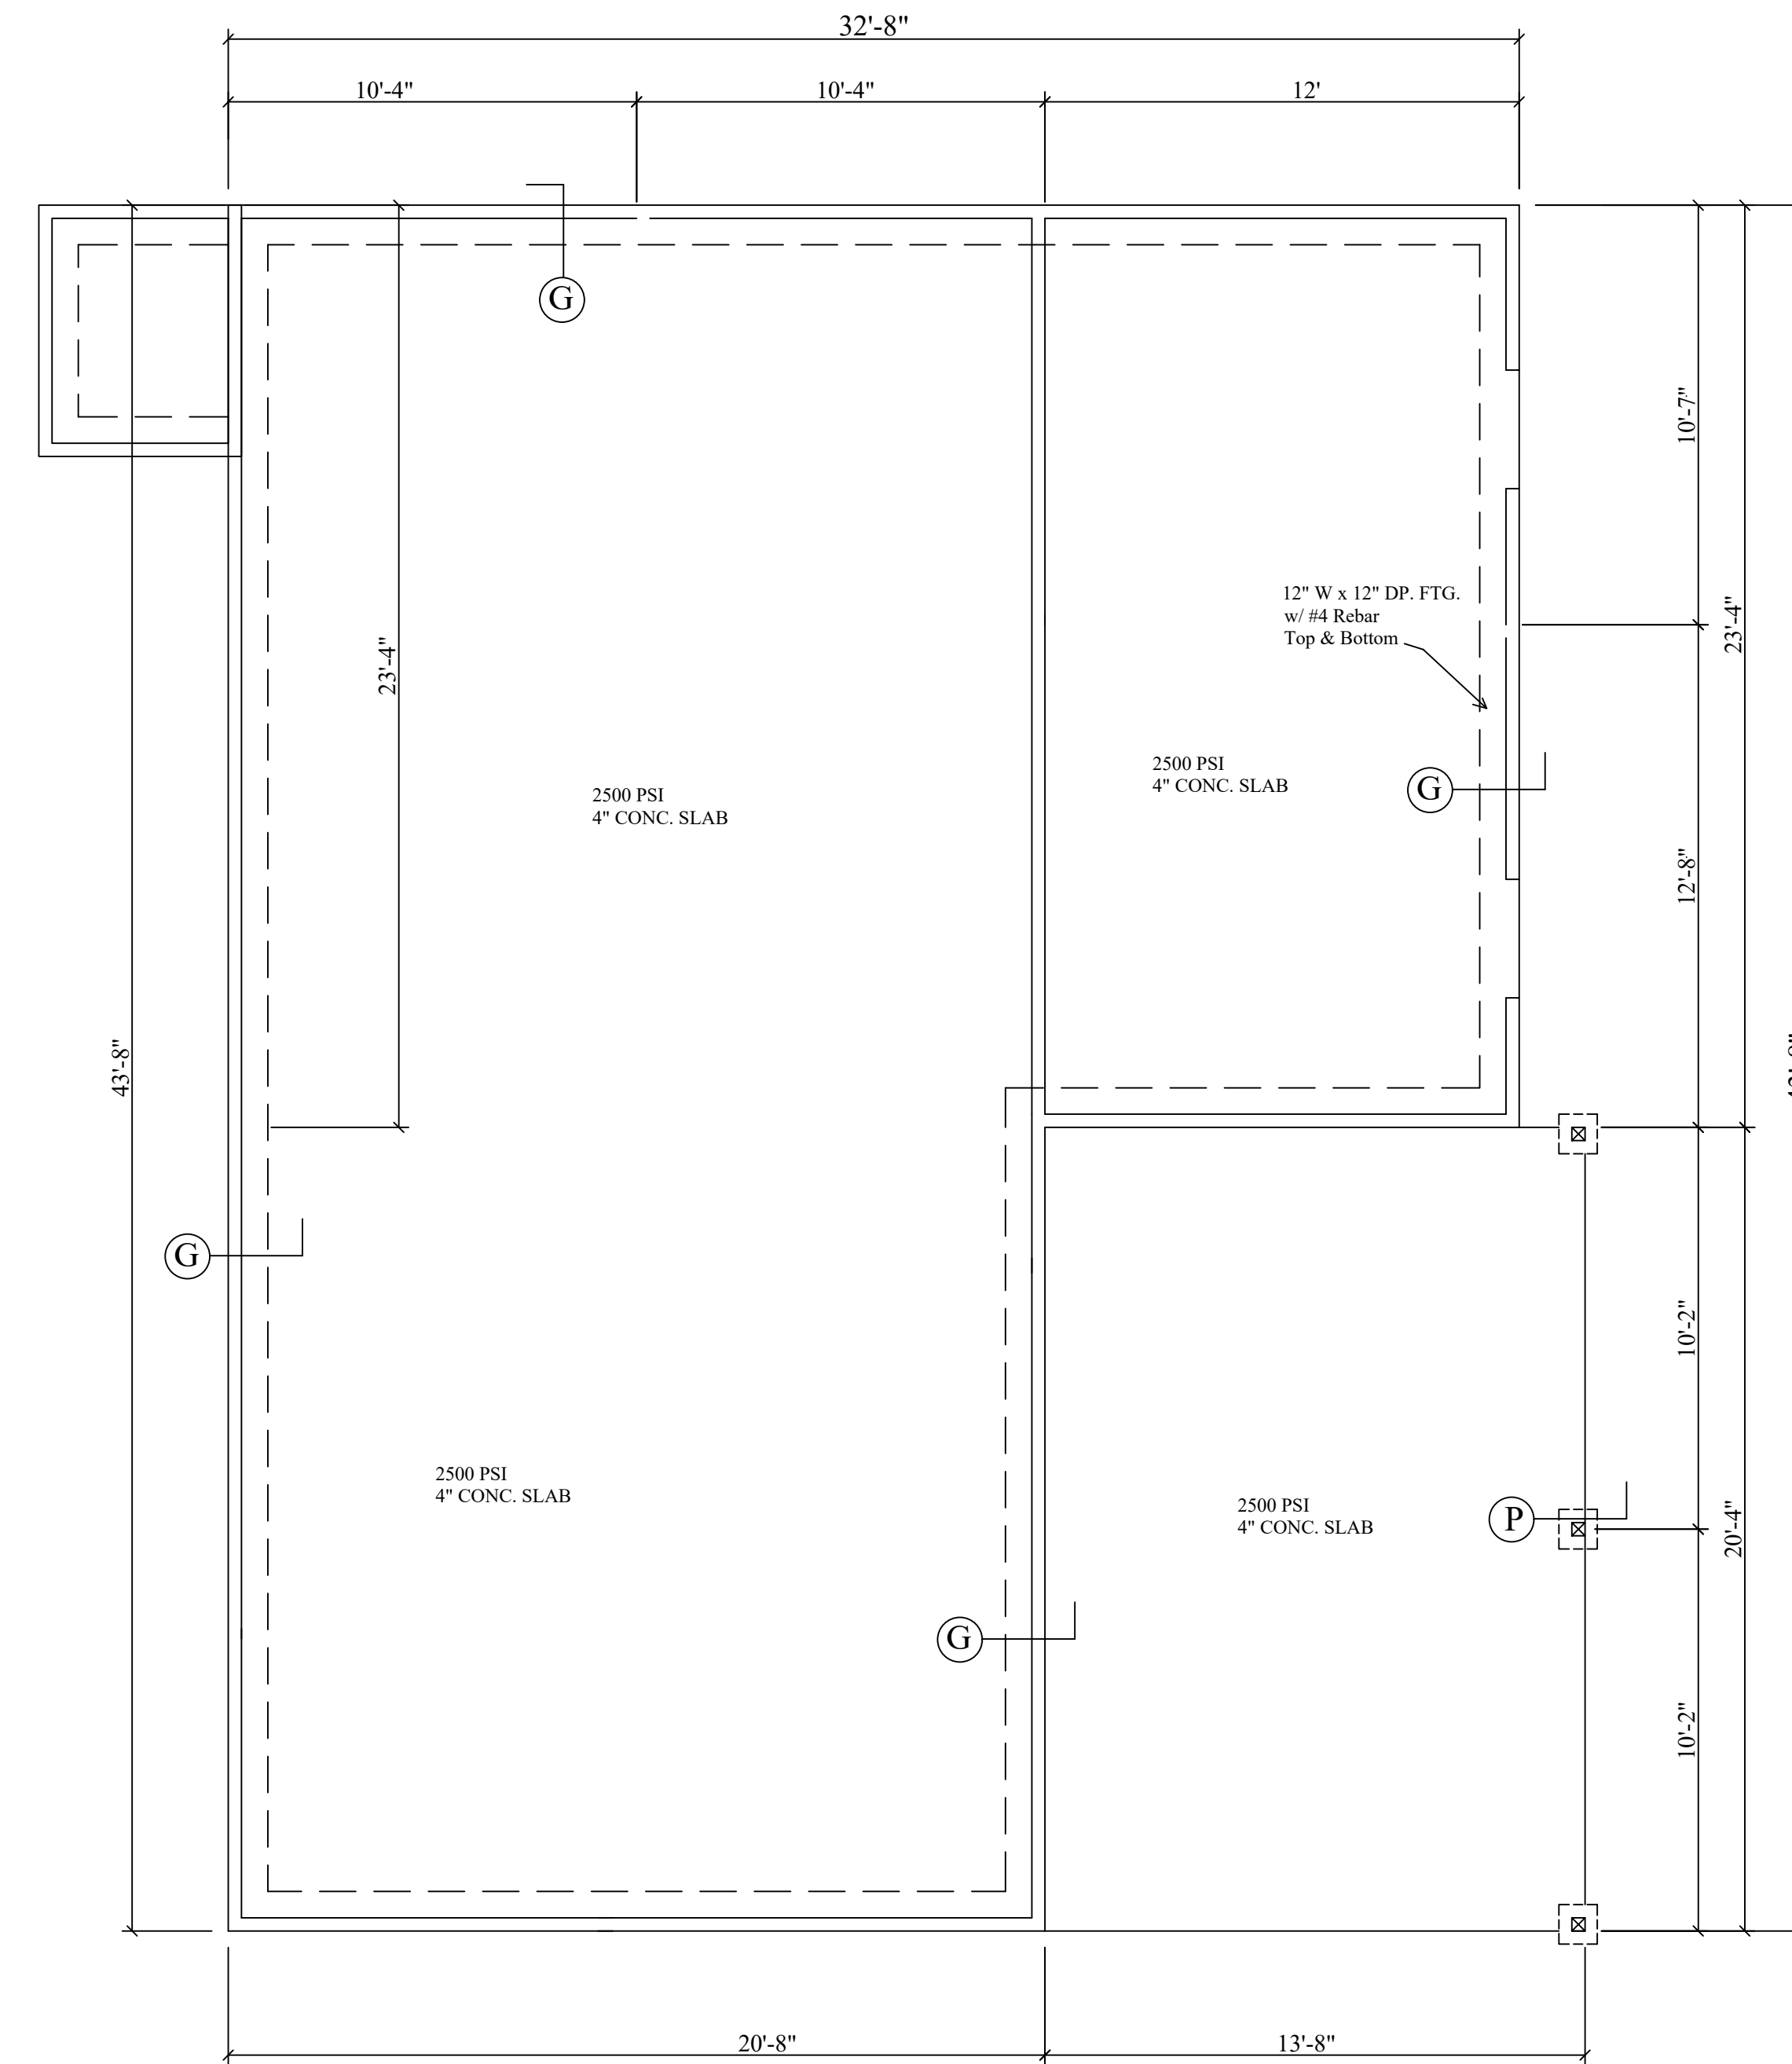 32'-8"
10'-4"
10'-4"
12'
G
10'-7"
12" W x 12" DP. FTG.
w/ #4 Rebar
Top & Bottom
23'-4"
23'-4"
2500 PSI
4" CONC. SLAB
2500 PSI
4" CONC. SLAB
G
12'-8"
43'-8"
G
10'-2"
2500 PSI
4" CONC. SLAB
2500 PSI
4" CONC. SLAB
P
20'-4"
G
10'-2"
20'-8"
13'-8"